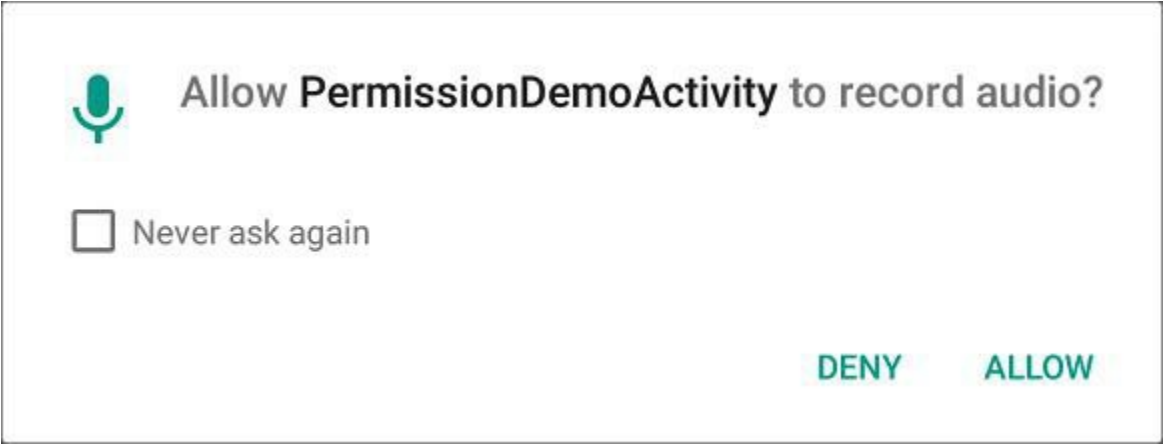 Allow PermissionDemoActivity to record audio?
Never ask again
DENY ALLOW